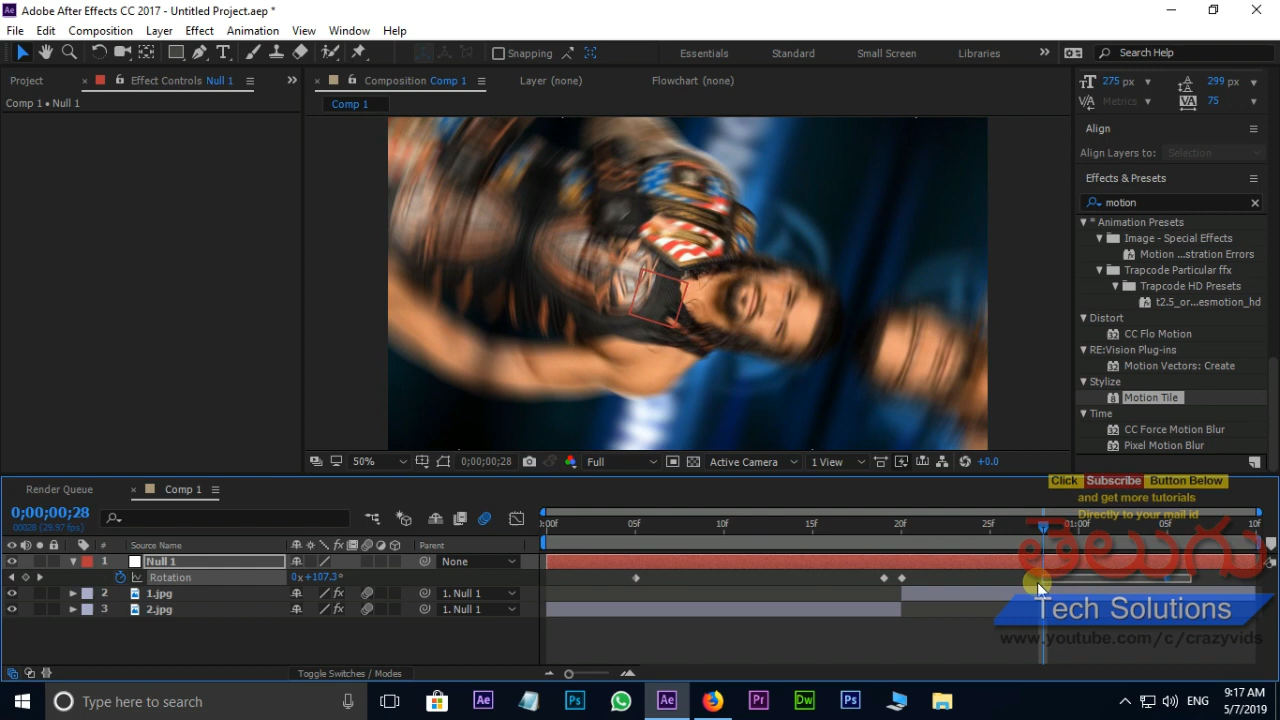 Adobe After Effects CC 2017 - Untitled Project.aep *
File Edit Composition Layer Effect Animation View Window Help
Snapping Essentials Standard Small Screen Libraries Search Help
Project Effect Controls Null 1 Composition Comp 1 Layer (none) Flowchart (none)
275 px 299 px
Comp 1 • Null 1 Comp 1 Metrics 75
Align
Align Layers to: Selection
Effects & Presets
motion
* Animation Presets
Image - Special Effects
Motion ...stration Errors
Trapcode Particular ffx
Trapcode HD Presets
t2.5_or...esmotion_hd
Distort
CC Flo Motion
RE:Vision Plug-ins
Motion Vectors: Create
Stylize
Motion Tile
Time
CC Force Motion Blur
Pixel Motion Blur
50% 0;00;00;28 Full Active Camera 1 View +0.0
Click Subscribe Button Below
and get more tutorials
Directly to your mail id
Render Queue Comp 1
0;00;00;28
00028 (29.97 fps)
0:00f 05f 10f 15f 20f 25f 01:00f 05f 10f
# Source Name Parent
1 Null 1 None
Rotation 0x+107.3°
2 1.jpg 1. Null 1
3 2.jpg 1. Null 1
తెలుగు
Tech Solutions
www.youtube.com/c/crazyvids
Toggle Switches / Modes
Type here to search
ENG
9:17 AM
5/7/2019